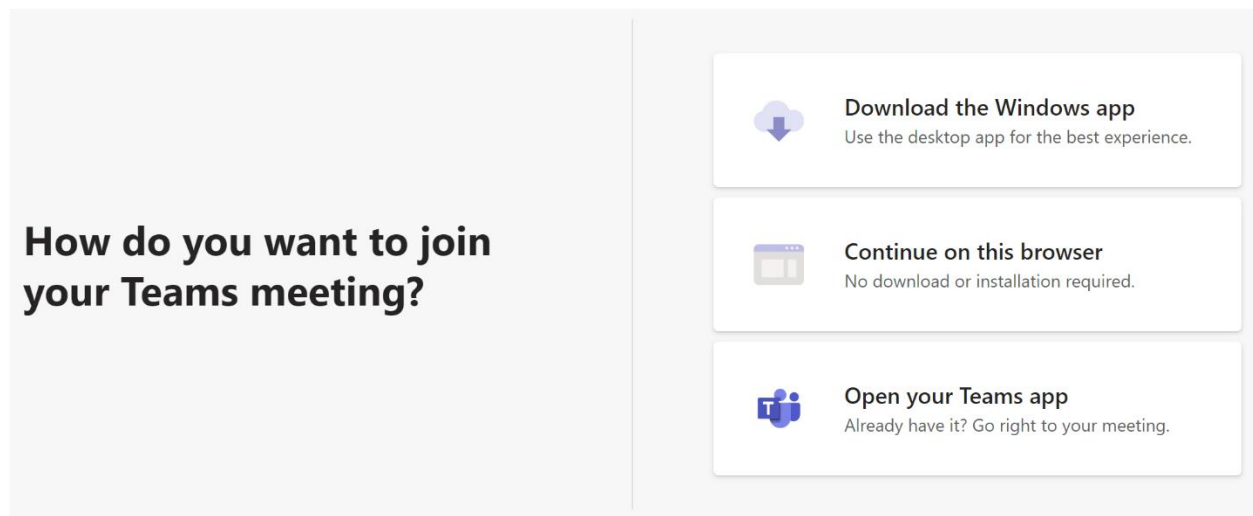 How do you want to join
your Teams meeting?
Download the Windows app
Use the desktop app for the best experience.
Continue on this browser
No download or installation required.
T
Open your Teams app
Already have it? Go right to your meeting.